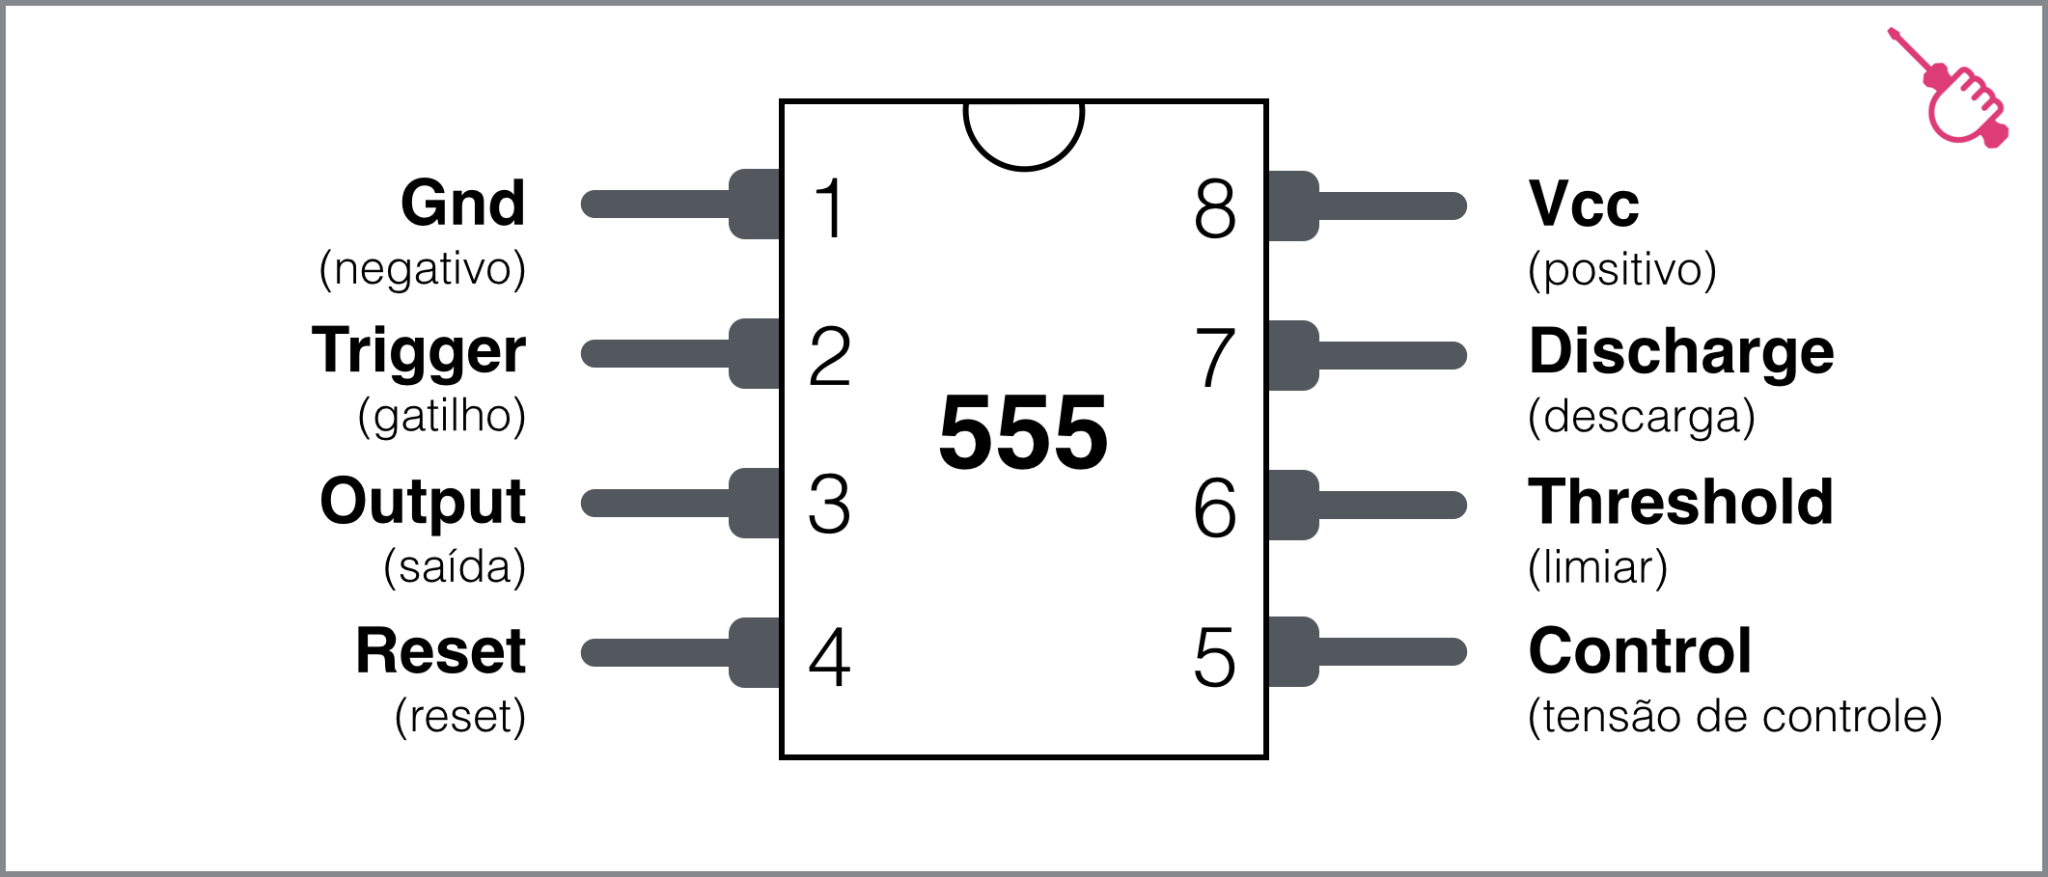 Gnd
(negativo)
Trigger
(gatilho)
Output
(saída)
Reset
(reset)
1
2
3
4
555
8
7
6
5
Vcc
(positivo)
Discharge
(descarga)
Threshold
(limiar)
Control
(tensão de controle)